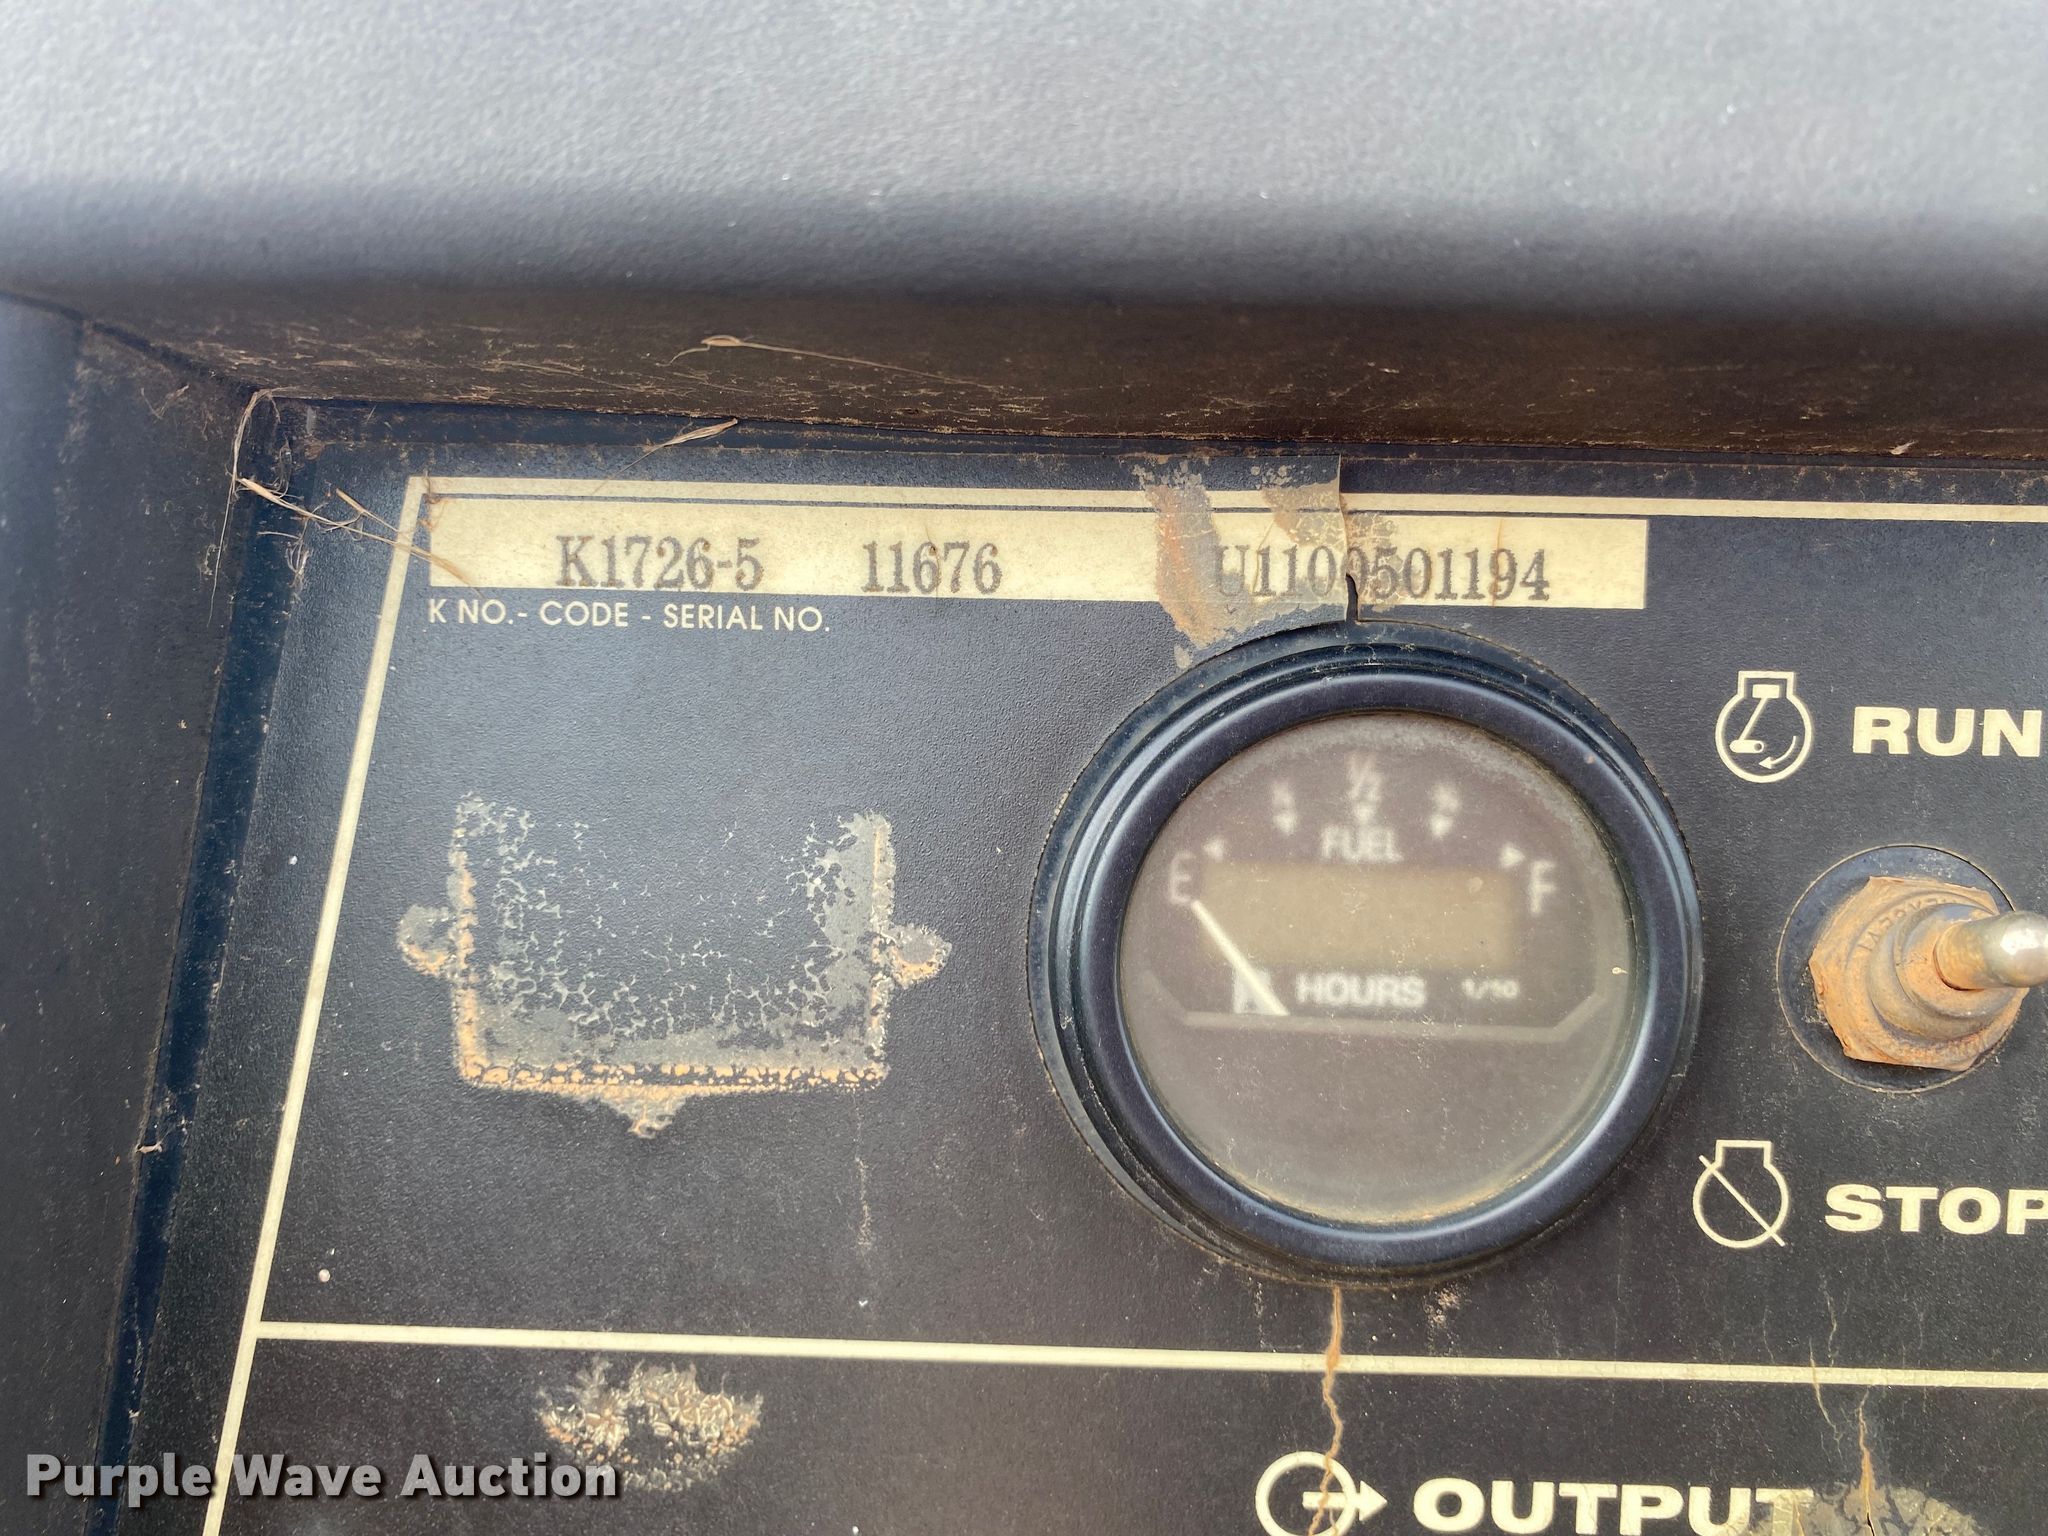 K1726-5 11676 U1100501194
K NO.- CODE - SERIAL NO.
RUN
1/2
FUEL
E F
HOURS 1/10
STOP
OUTPUT
Purple Wave Auction